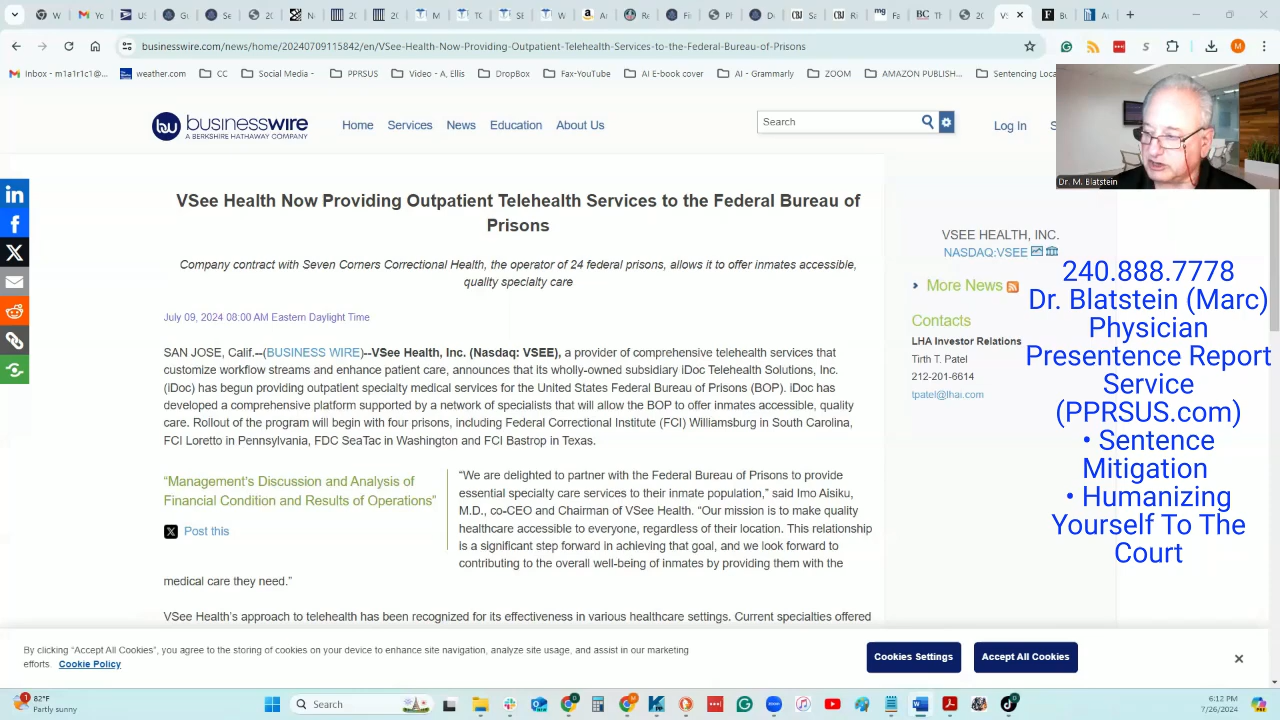 businesswire.com/news/home/20240709115842/en/VSee-Health-Now-Providing-Outpatient-Telehealth-Services-to-the-Federal-Bureau-of-Prisons
Inbox - m1a1r1c1@...
weather.com
CC
Social Media -
PPRSUS
Video - A, Ellis
DropBox
Fax-YouTube
AI E-book cover
AI - Grammarly
ZOOM
AMAZON PUBLISH...
Sentencing Loca
Dr. M. Blatstein
businesswire
A BERKSHIRE HATHAWAY COMPANY
Home
Services
News
Education
About Us
Search
Log In
VSee Health Now Providing Outpatient Telehealth Services to the Federal Bureau of
Prisons
Company contract with Seven Corners Correctional Health, the operator of 24 federal prisons, allows it to offer inmates accessible,
quality specialty care
July 09, 2024 08:00 AM Eastern Daylight Time
SAN JOSE, Calif.--(BUSINESS WIRE)--VSee Health, Inc. (Nasdaq: VSEE), a provider of comprehensive telehealth services that
customize workflow streams and enhance patient care, announces that its wholly-owned subsidiary iDoc Telehealth Solutions, Inc.
(iDoc) has begun providing outpatient specialty medical services for the United States Federal Bureau of Prisons (BOP). iDoc has
developed a comprehensive platform supported by a network of specialists that will allow the BOP to offer inmates accessible, quality
care. Rollout of the program will begin with four prisons, including Federal Correctional Institute (FCI) Williamsburg in South Carolina,
FCI Loretto in Pennsylvania, FDC SeaTac in Washington and FCI Bastrop in Texas.
“Management's Discussion and Analysis of
Financial Condition and Results of Operations”
Post this
“We are delighted to partner with the Federal Bureau of Prisons to provide
essential specialty care services to their inmate population,” said Imo Aisiku,
M.D., co-CEO and Chairman of VSee Health. “Our mission is to make quality
healthcare accessible to everyone, regardless of their location. This relationship
is a significant step forward in achieving that goal, and we look forward to
contributing to the overall well-being of inmates by providing them with the
medical care they need.”
VSee Health’s approach to telehealth has been recognized for its effectiveness in various healthcare settings. Current specialties offered
VSEE HEALTH, INC.
NASDAQ:VSEE
More News
Contacts
LHA Investor Relations
Tirth T. Patel
212-201-6614
tpatel@lhai.com
240.888.7778
Dr. Blatstein (Marc)
Physician
Presentence Report
Service
(PPRSUS.com)
• Sentence
Mitigation
• Humanizing
Yourself To The
Court
By clicking “Accept All Cookies”, you agree to the storing of cookies on your device to enhance site navigation, analyze site usage, and assist in our marketing
efforts. Cookie Policy
Cookies Settings
Accept All Cookies
82°F
Partly sunny
Search
6:12 PM
7/26/2024